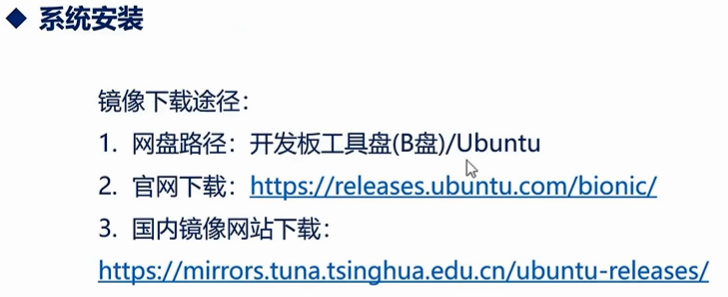 ◆ 系统安装
镜像下载途径：
1. 网盘路径：开发板工具盘(B盘)/Ubuntu
2. 官网下载：https://releases.ubuntu.com/bionic/
3. 国内镜像网站下载：
https://mirrors.tuna.tsinghua.edu.cn/ubuntu-releases/